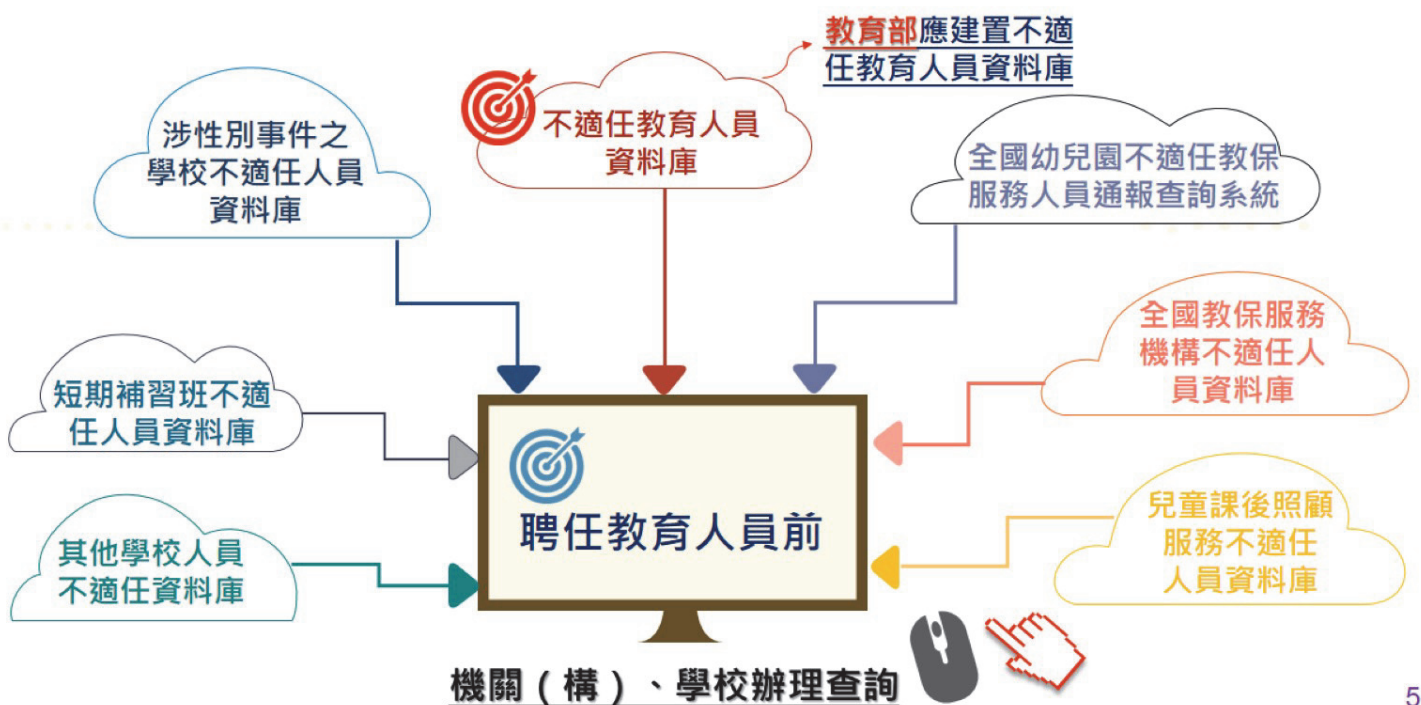 教育部應建置不適
任教育人員資料庫
涉性別事件之
學校不適任人員
資料庫
不適任教育人員
資料庫
全國幼兒園不適任教保
服務人員通報查詢系統
短期補習班不適
任人員資料庫
全國教保服務
機構不適任人
員資料庫
聘任教育人員前
其他學校人員
不適任資料庫
兒童課後照顧
服務不適任
人員資料庫
機關（構）、學校辦理查詢
5